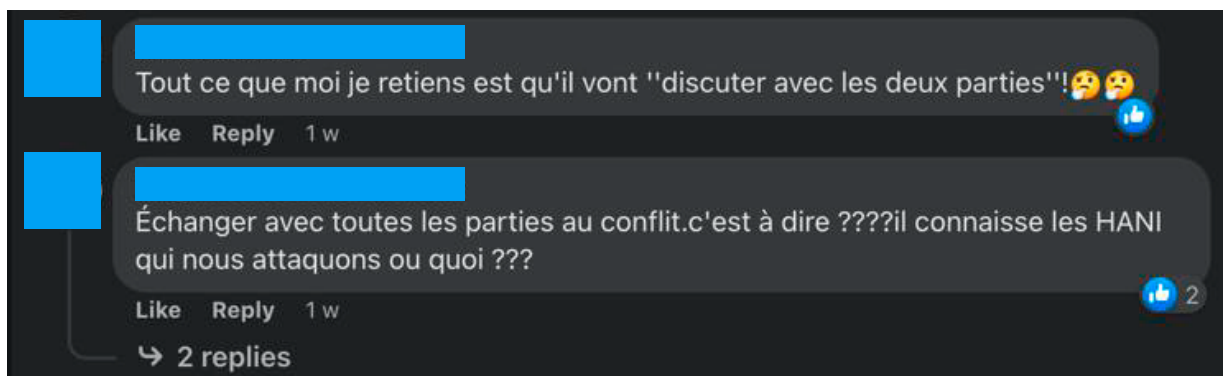 Tout ce que moi je retiens est qu'il vont ''discuter avec les deux parties''!🤔🤔
Like Reply 1 w
Échanger avec toutes les parties au conflit.c'est à dire ????il connaisse les HANI
qui nous attaquons ou quoi ???
2
Like Reply 1 w
2 replies